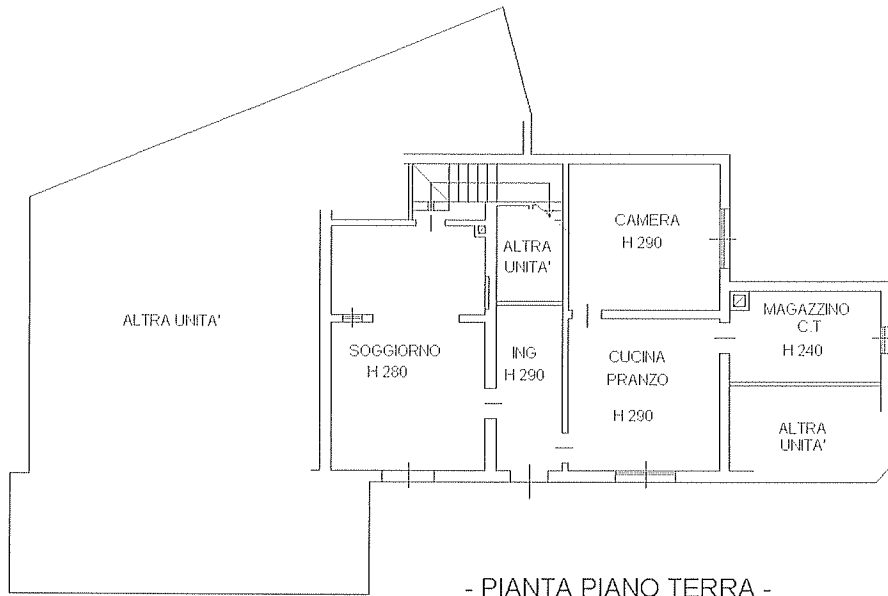 CAMERA
H 290
ALTRA
UNITA'
ALTRA UNITA'
SOGGIORNO
H 280
ING
H 290
CUCINA
PRANZO
H 290
MAGAZZINO
C.T
H 240
ALTRA
UNITA'
- PIANTA PIANO TERRA -